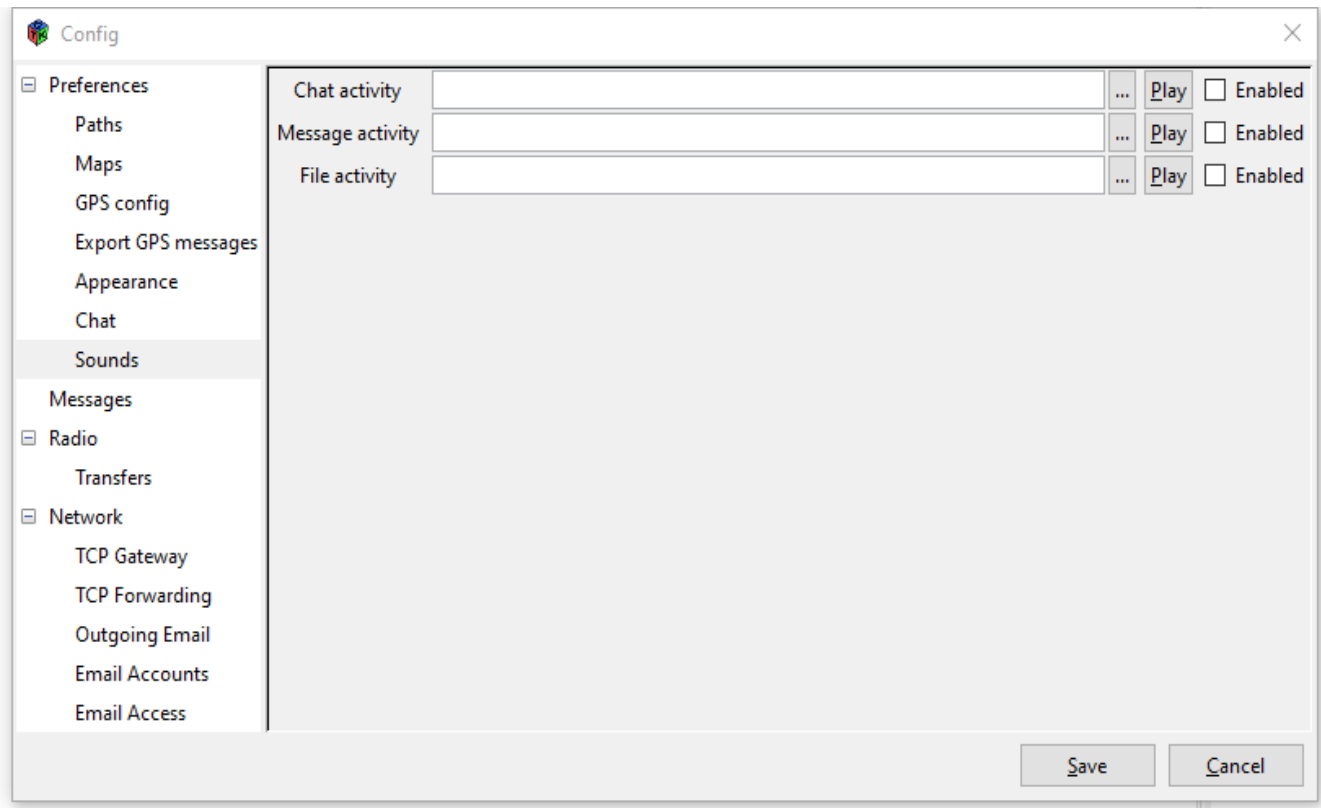 Config
Preferences
Paths
Maps
GPS config
Export GPS messages
Appearance
Chat
Sounds
Messages
Radio
Transfers
Network
TCP Gateway
TCP Forwarding
Outgoing Email
Email Accounts
Email Access
Chat activity ... Play Enabled
Message activity ... Play Enabled
File activity ... Play Enabled
Save Cancel